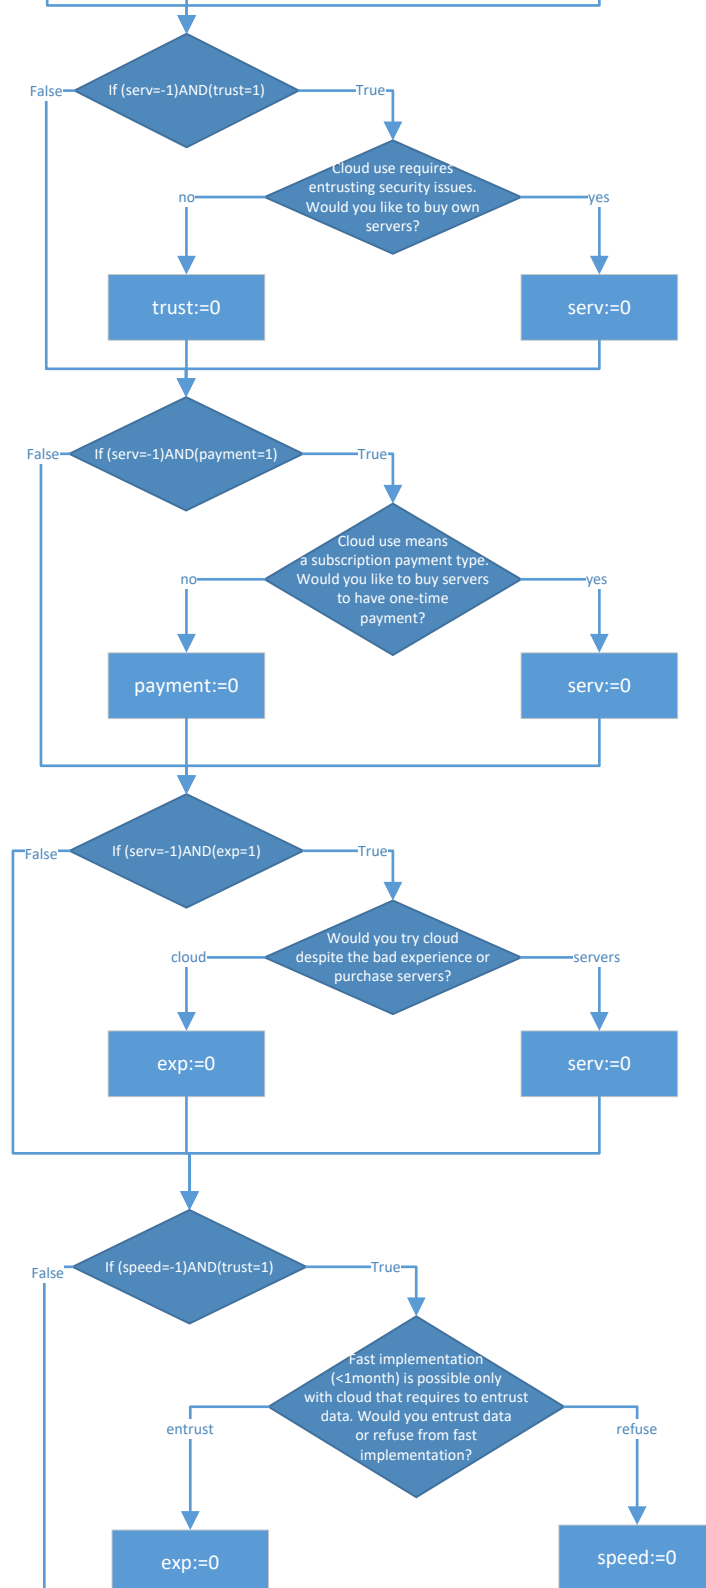 If (serv=-1)AND(trust=1)
False
True
Cloud use requires
entrusting security issues.
Would you like to buy own
servers?
no
yes
trust:=0
serv:=0
If (serv=-1)AND(payment=1)
False
True
Cloud use means
a subscription payment type.
Would you like to buy servers
to have one-time
payment?
no
yes
payment:=0
serv:=0
If (serv=-1)AND(exp=1)
False
True
Would you try cloud
despite the bad experience or
purchase servers?
cloud
servers
exp:=0
serv:=0
If (speed=-1)AND(trust=1)
False
True
Fast implementation
(<1month) is possible only
with cloud that requires to entrust
data. Would you entrust data
or refuse from fast
implementation?
entrust
refuse
exp:=0
speed:=0